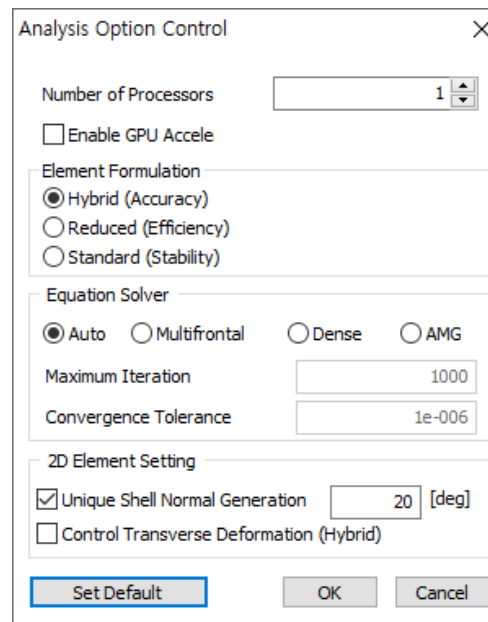 Analysis Option Control
Number of Processors 1
Enable GPU Accele
Element Formulation
Hybrid (Accuracy)
Reduced (Efficiency)
Standard (Stability)
Equation Solver
Auto Multifrontal Dense AMG
Maximum Iteration 1000
Convergence Tolerance 1e-006
2D Element Setting
Unique Shell Normal Generation 20 [deg]
Control Transverse Deformation (Hybrid)
Set Default OK Cancel